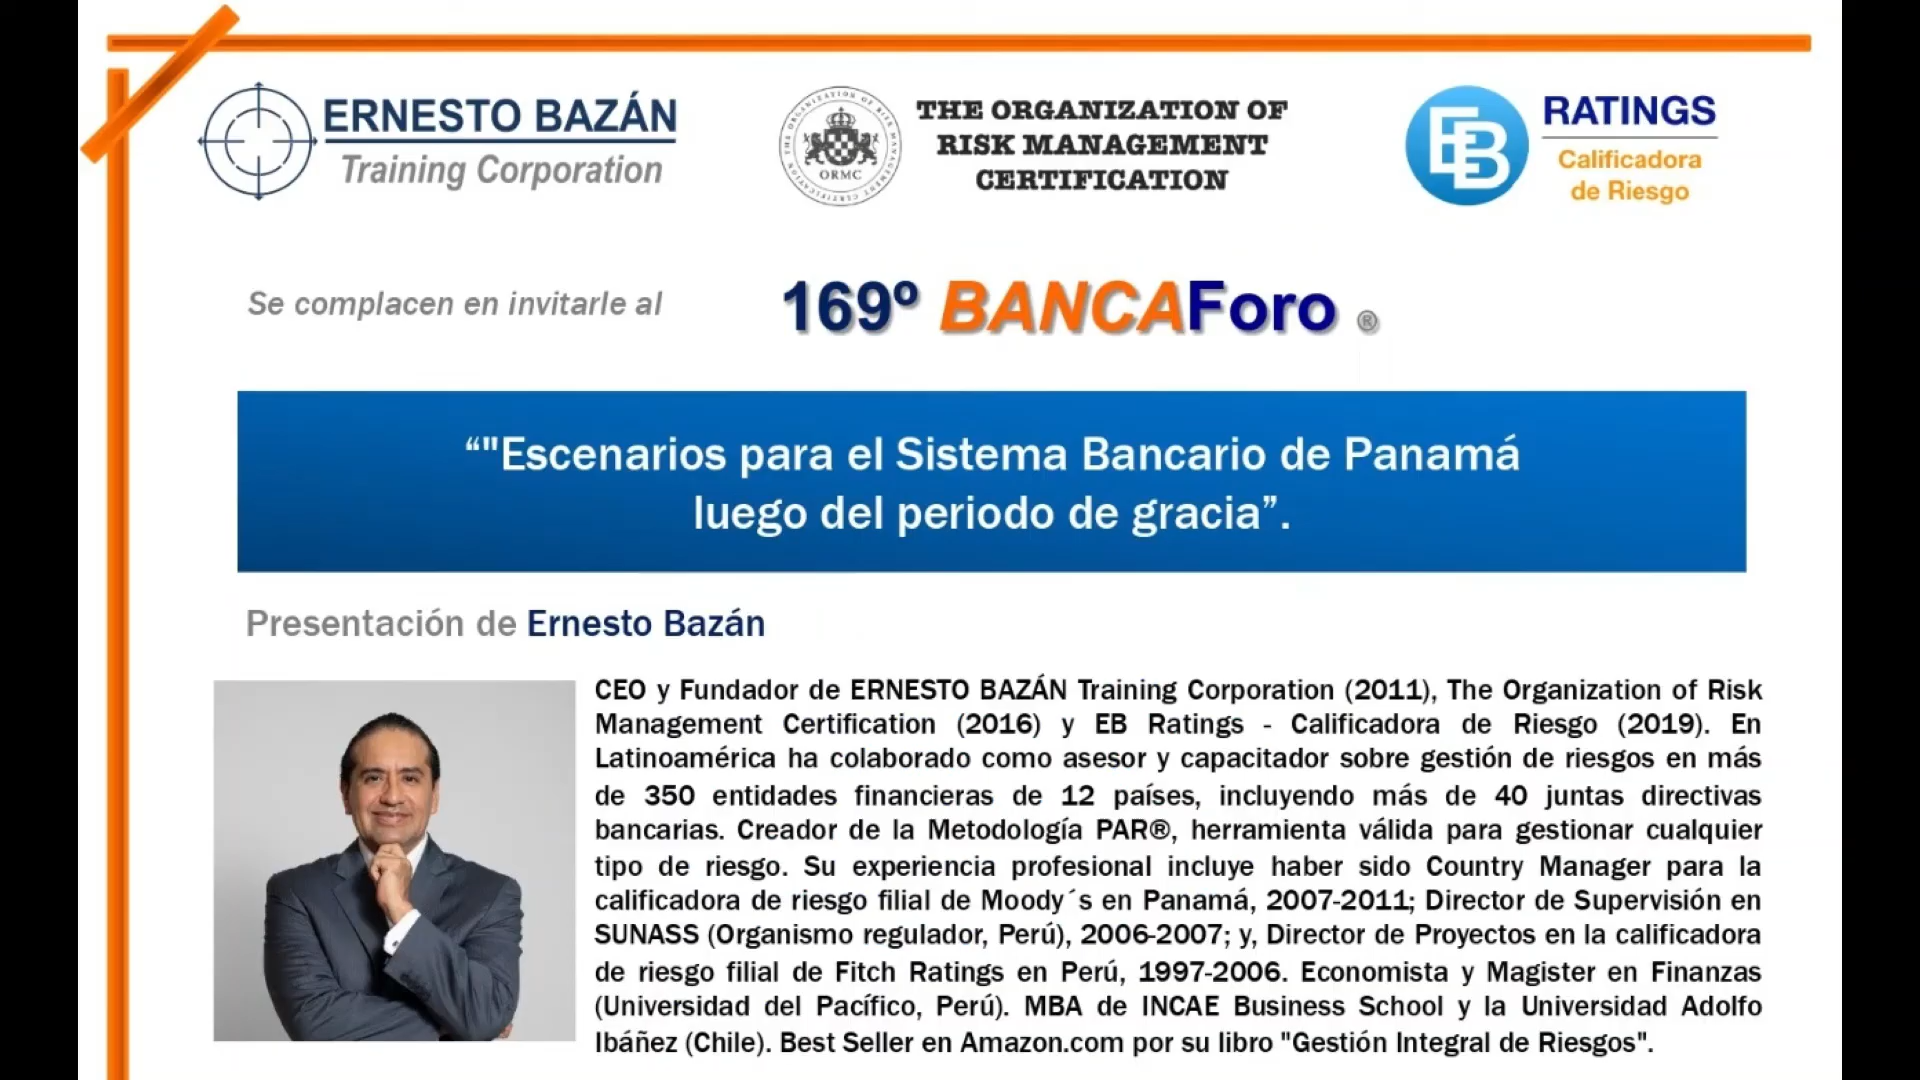 ERNESTO BAZÁN
Training Corporation
THE ORGANIZATION OF RISK MANAGEMENT CERTIFICATION
ORMC
THE ORGANIZATION OF
RISK MANAGEMENT
CERTIFICATION
EB
RATINGS
Calificadora
de Riesgo
Se complacen en invitarle al
169º BANCAForo ®
“"Escenarios para el Sistema Bancario de Panamá
luego del periodo de gracia”.
Presentación de Ernesto Bazán
CEO y Fundador de ERNESTO BAZÁN Training Corporation (2011), The Organization of Risk
Management Certification (2016) y EB Ratings - Calificadora de Riesgo (2019). En
Latinoamérica ha colaborado como asesor y capacitador sobre gestión de riesgos en más
de 350 entidades financieras de 12 países, incluyendo más de 40 juntas directivas
bancarias. Creador de la Metodología PAR®, herramienta válida para gestionar cualquier
tipo de riesgo. Su experiencia profesional incluye haber sido Country Manager para la
calificadora de riesgo filial de Moody´s en Panamá, 2007-2011; Director de Supervisión en
SUNASS (Organismo regulador, Perú), 2006-2007; y, Director de Proyectos en la calificadora
de riesgo filial de Fitch Ratings en Perú, 1997-2006. Economista y Magister en Finanzas
(Universidad del Pacífico, Perú). MBA de INCAE Business School y la Universidad Adolfo
Ibáñez (Chile). Best Seller en Amazon.com por su libro "Gestión Integral de Riesgos".